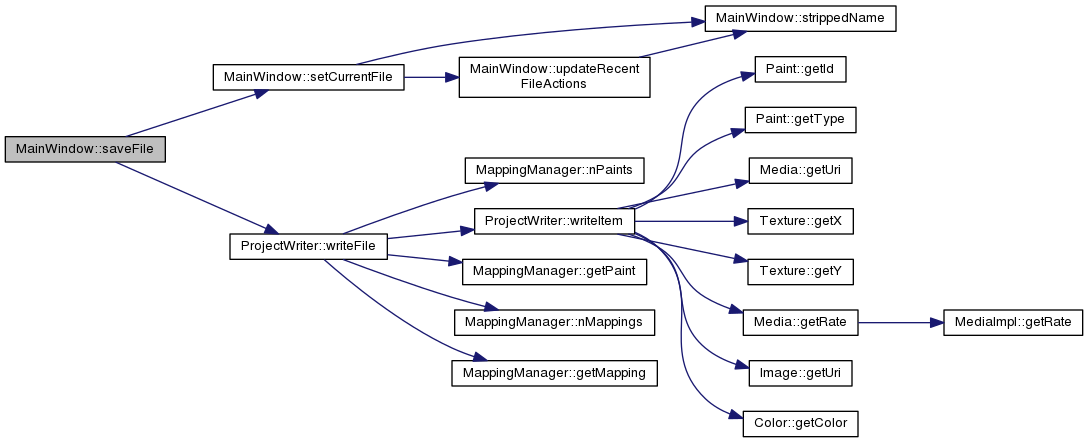 MainWindow::saveFile
MainWindow::setCurrentFile
MainWindow::strippedName
MainWindow::updateRecent
FileActions
ProjectWriter::writeFile
MappingManager::nPaints
ProjectWriter::writeItem
MappingManager::getPaint
MappingManager::nMappings
MappingManager::getMapping
Paint::getId
Paint::getType
Media::getUri
Texture::getX
Texture::getY
Media::getRate
MediaImpl::getRate
Image::getUri
Color::getColor